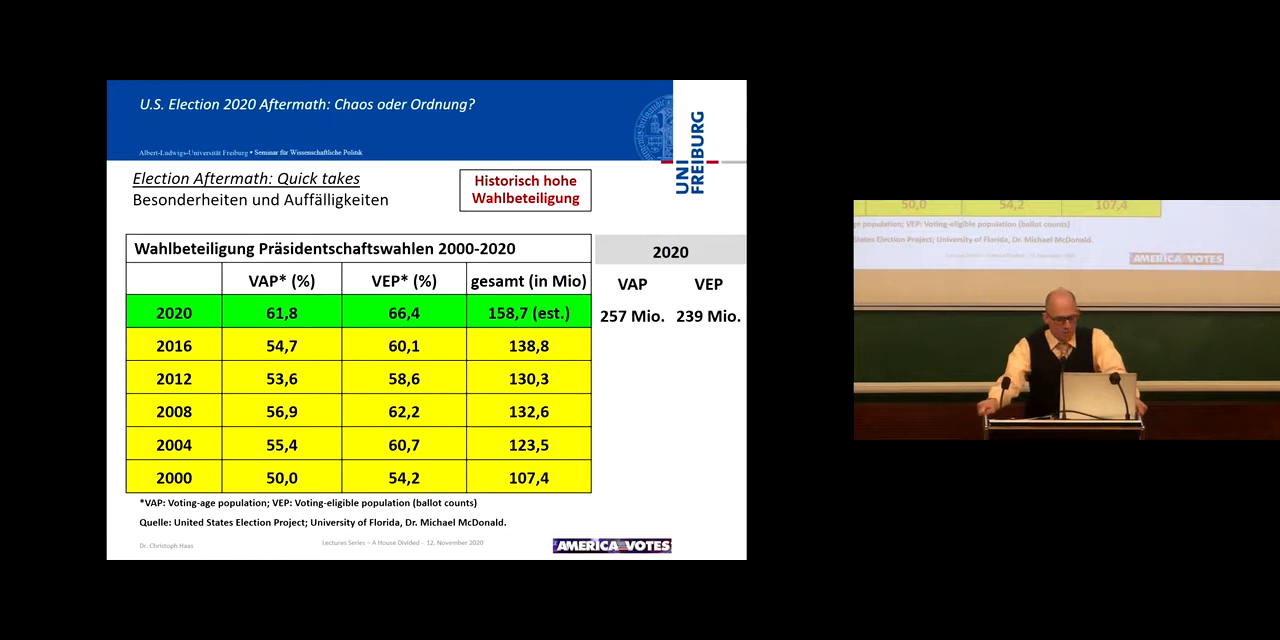 U.S. Election 2020 Aftermath: Chaos oder Ordnung?
Albert-Ludwigs-Universität Freiburg • Seminar für Wissenschaftliche Politik
UNI
FREIBURG
Election Aftermath: Quick takes
Besonderheiten und Auffälligkeiten
Historisch hohe
Wahlbeteiligung
Wahlbeteiligung Präsidentschaftswahlen 2000-2020
2020
VAP* (%) VEP* (%) gesamt (in Mio) VAP VEP
2020 61,8 66,4 158,7 (est.) 257 Mio. 239 Mio.
2016 54,7 60,1 138,8
2012 53,6 58,6 130,3
2008 56,9 62,2 132,6
2004 55,4 60,7 123,5
2000 50,0 54,2 107,4
*VAP: Voting-age population; VEP: Voting-eligible population (ballot counts)
Quelle: United States Election Project; University of Florida, Dr. Michael McDonald.
Dr. Christoph Haas Lectures Series – A House Divided - 12, November 2020 AMERICA VOTES
50,0 54,2 107,4
population; VEP: Voting-eligible population (ballot counts)
States Election Project; University of Florida, Dr. Michael McDonald.
AMERICA VOTES